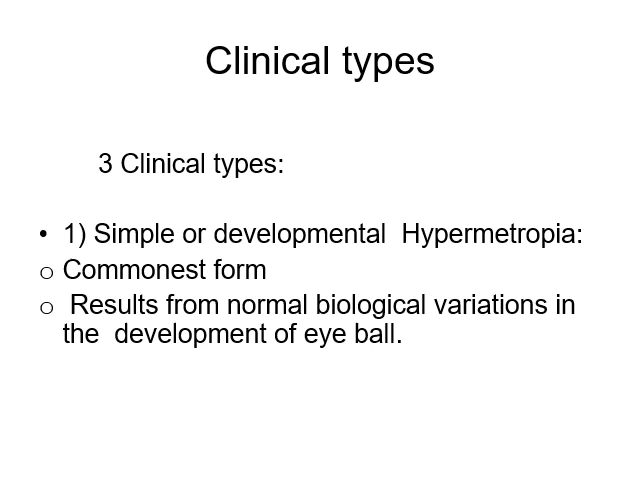 Clinical types
3 Clinical types:
• 1) Simple or developmental  Hypermetropia:
o Commonest form
o  Results from normal biological variations in
the  development of eye ball.